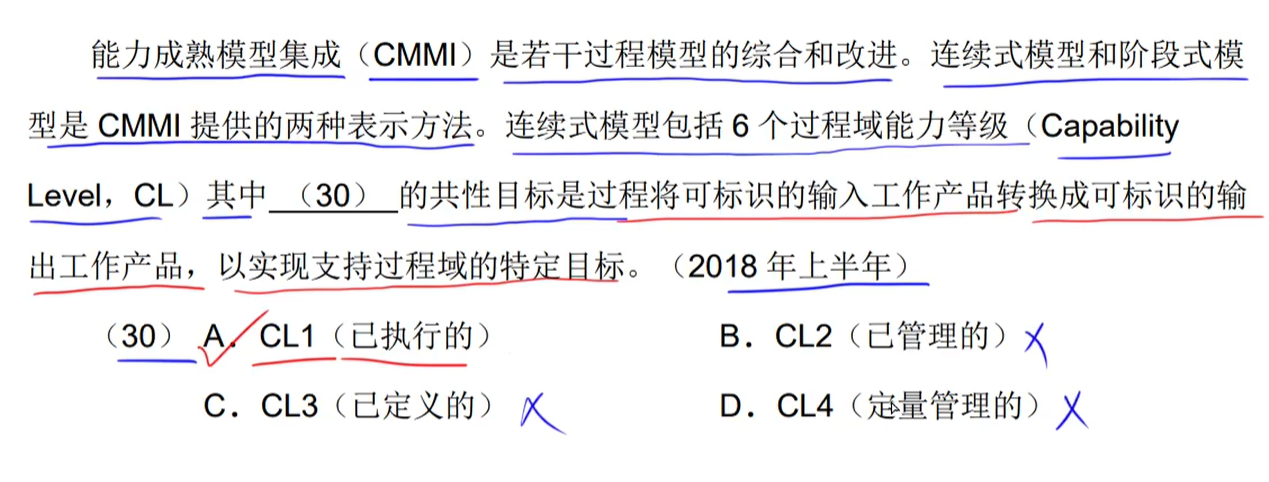 能力成熟模型集成（CMMI）是若干过程模型的综合和改进。连续式模型和阶段式模
型是 CMMI 提供的两种表示方法。连续式模型包括 6 个过程域能力等级（Capability
Level，CL）其中 （30） 的共性目标是过程将可标识的输入工作产品转换成可标识的输
出工作产品，以实现支持过程域的特定目标。（2018 年上半年）
（30） A．CL1（已执行的） B．CL2（已管理的）
C．CL3（已定义的） D．CL4（定量管理的）